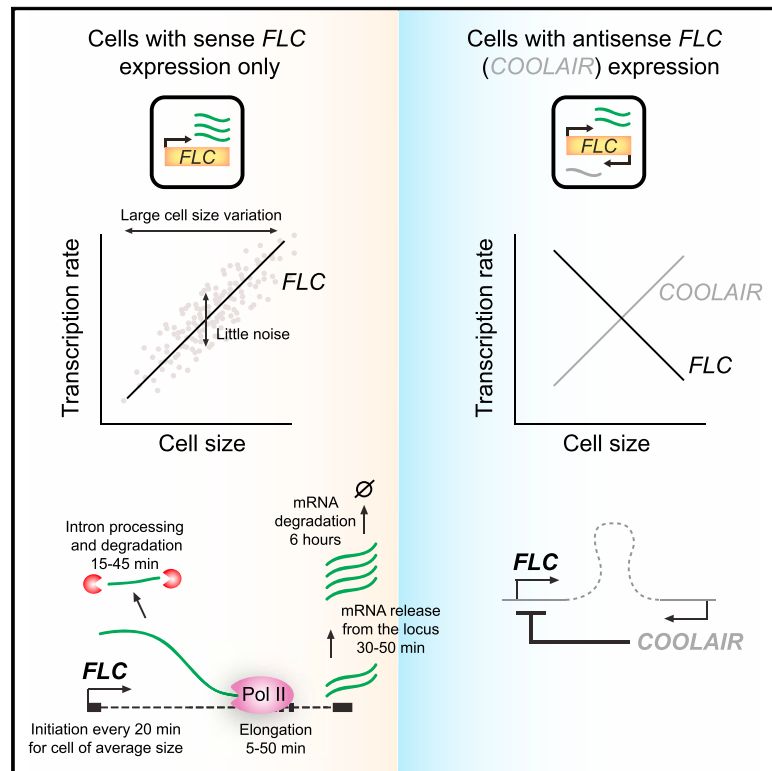 Cells with sense FLC
expression only
FLC
Large cell size variation
Transcription rate
FLC
Little noise
Cell size
Intron processing
and degradation
15-45 min
mRNA
degradation
6 hours
Ø
mRNA release
from the locus
30-50 min
FLC
Pol II
Initiation every 20 min
for cell of average size
Elongation
5-50 min
Cells with antisense FLC
(COOLAIR) expression
FLC
Transcription rate
COOLAIR
FLC
Cell size
FLC
COOLAIR